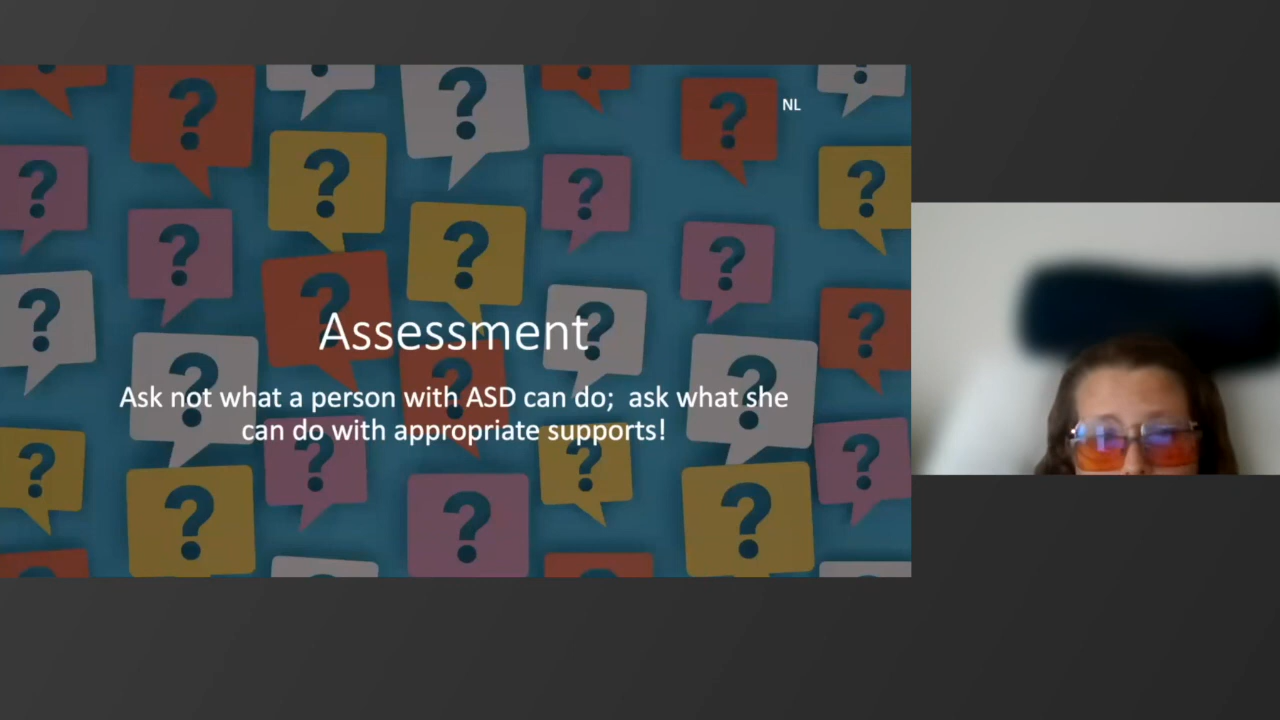 NL
Assessment
Ask not what a person with ASD can do;  ask what she
can do with appropriate supports!